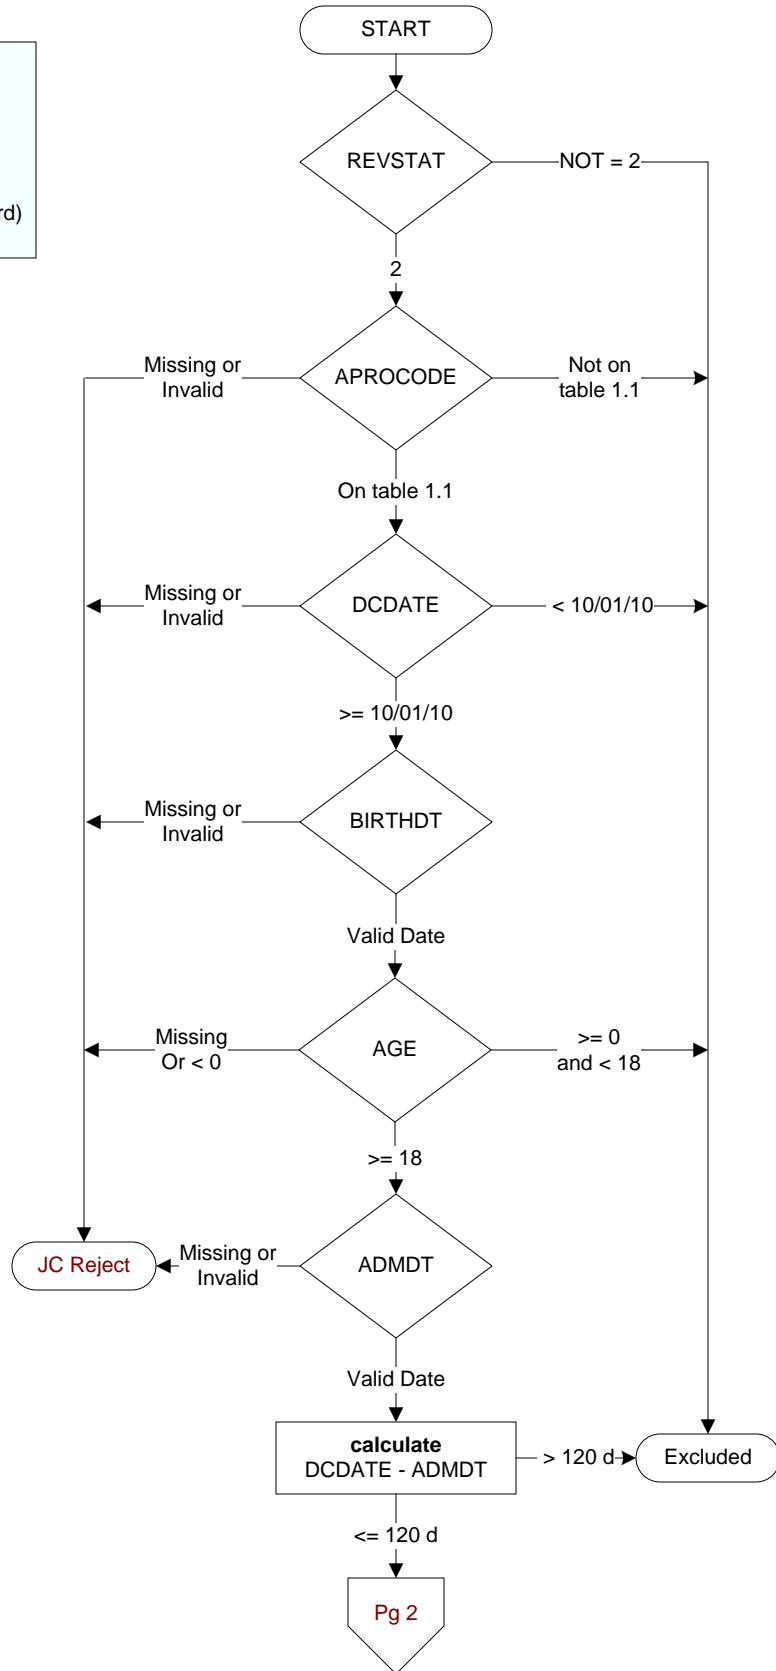 START
rd)
REVSTAT
NOT = 2
2
Missing or
Invalid
APROCODE
Not on
table 1.1
On table 1.1
Missing or
Invalid
DCDATE
< 10/01/10
>= 10/01/10
Missing or
Invalid
BIRTHDT
Valid Date
Missing
Or < 0
AGE
>= 0
and < 18
>= 18
JC Reject
Missing or
Invalid
ADMDT
Valid Date
calculate
DCDATE - ADMDT
> 120 d
Excluded
<= 120 d
Pg 2